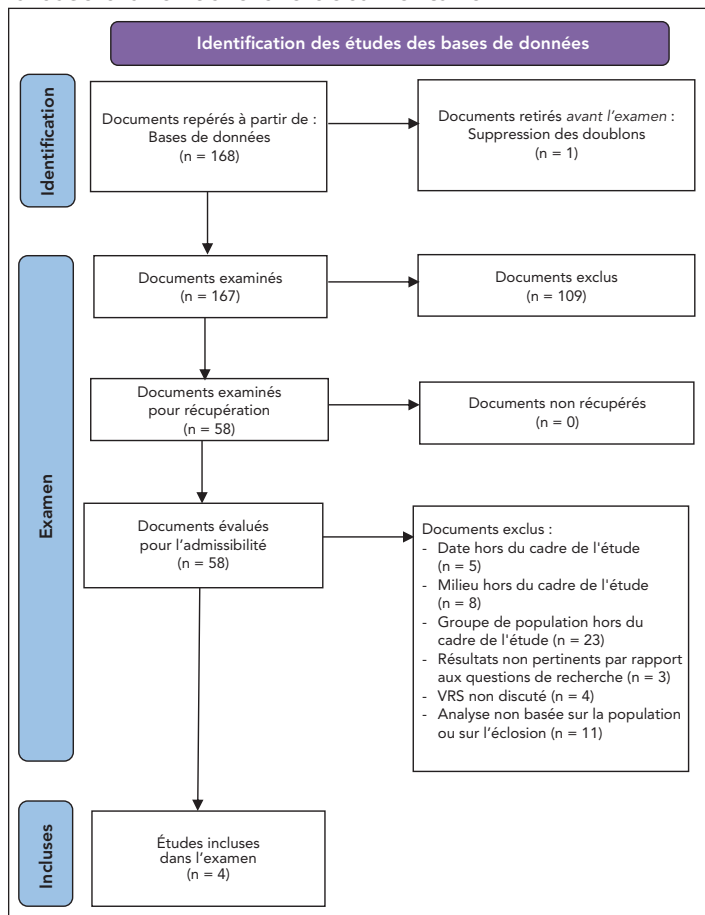 Identification des études des bases de données
Identification
Documents repérés à partir de :
Bases de données
(n = 168)
Documents retirés avant l'examen :
Suppression des doublons
(n = 1)
Examen
Documents examinés
(n = 167)
Documents exclus
(n = 109)
Documents examinés
pour récupération
(n = 58)
Documents non récupérés
(n = 0)
Documents évalués
pour l'admissibilité
(n = 58)
Documents exclus :
- Date hors du cadre de l'étude
(n = 5)
- Milieu hors du cadre de l'étude
(n = 8)
- Groupe de population hors du
cadre de l'étude (n = 23)
- Résultats non pertinents par rapport
aux questions de recherche (n = 3)
- VRS non discuté (n = 4)
- Analyse non basée sur la population
ou sur l'éclosion (n = 11)
Incluses
Études incluses
dans l'examen
(n = 4)